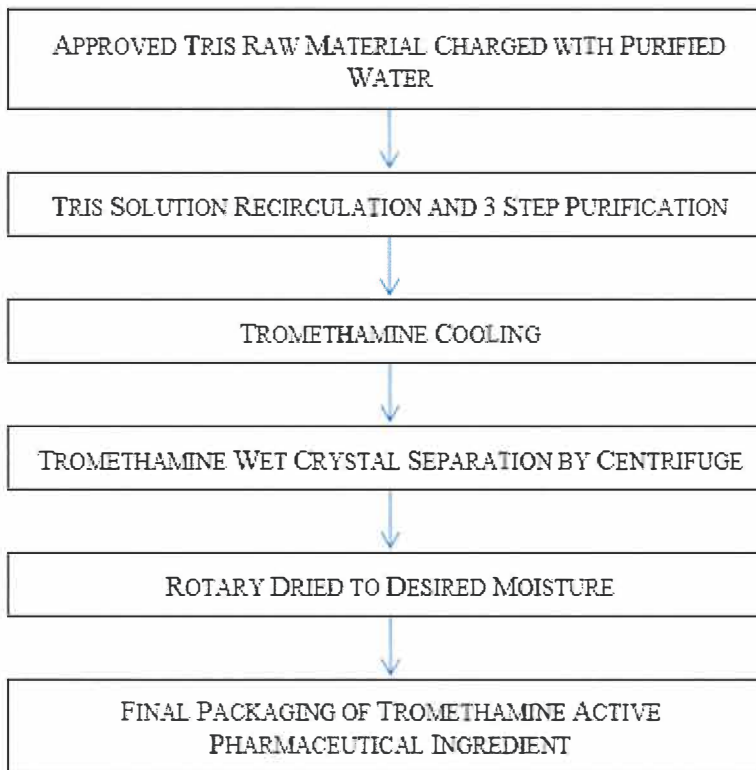 APPROVED TRIS RAW MATERIAL CHARGED WITH PURIFIED
WATER
TRIS SOLUTION RECIRCULATION AND 3 STEP PURIFICATION
TROMETHAMINE COOLING
TROMETHAMINE WET CRYSTAL SEPARATION BY CENTRIFUGE
ROTARY DRIED TO DESIRED MOISTURE
FINAL PACKAGING OF TROMETHAMINE ACTIVE
PHARMACEUTICAL INGREDIENT